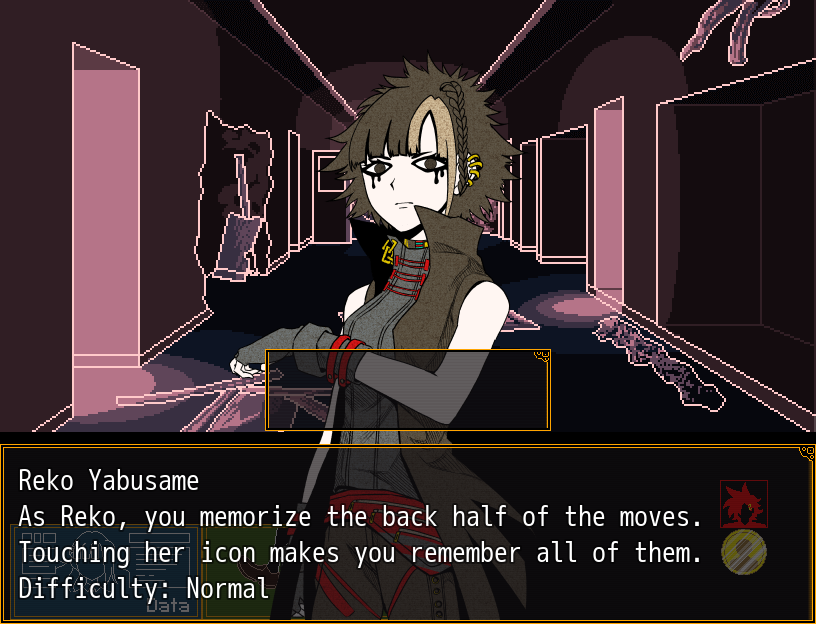 Reko Yabusame
As Reko, you memorize the back half of the moves.
Touching her icon makes you remember all of them.
Difficulty: Normal
Data